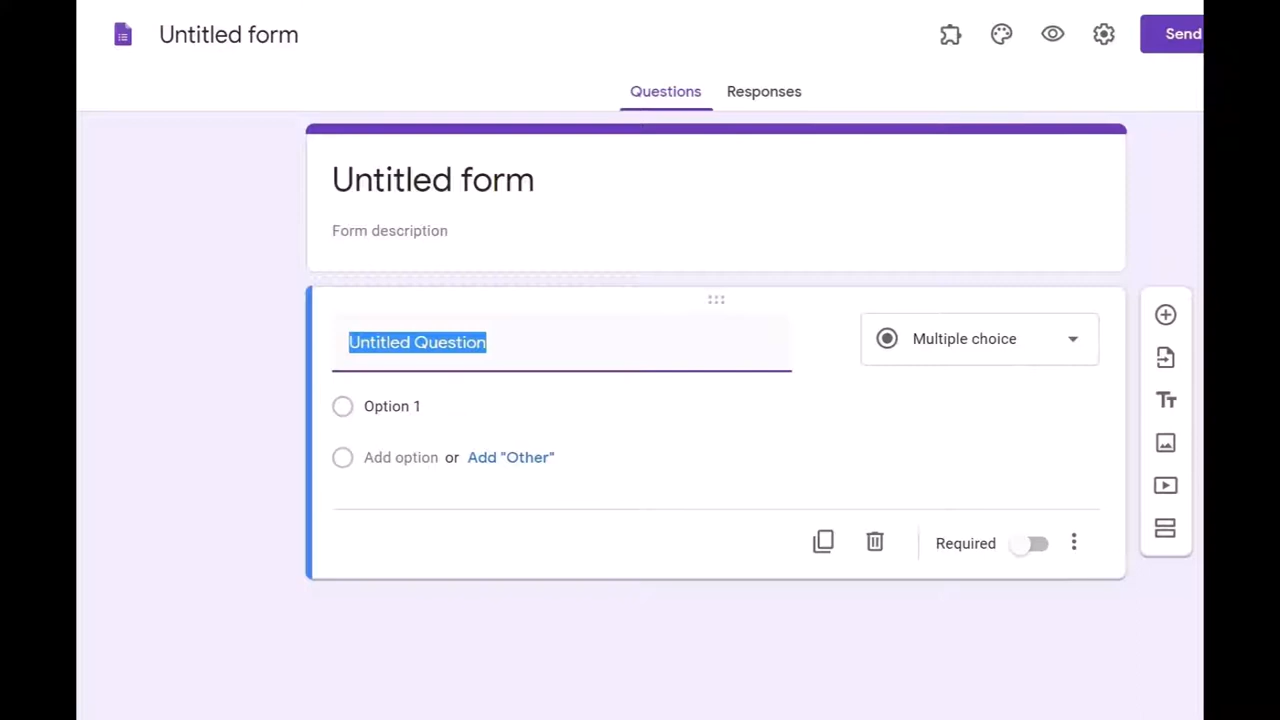 Untitled form
Send
Questions Responses
Untitled form
Form description
Untitled Question
Multiple choice
Option 1
Add option or Add "Other"
Required